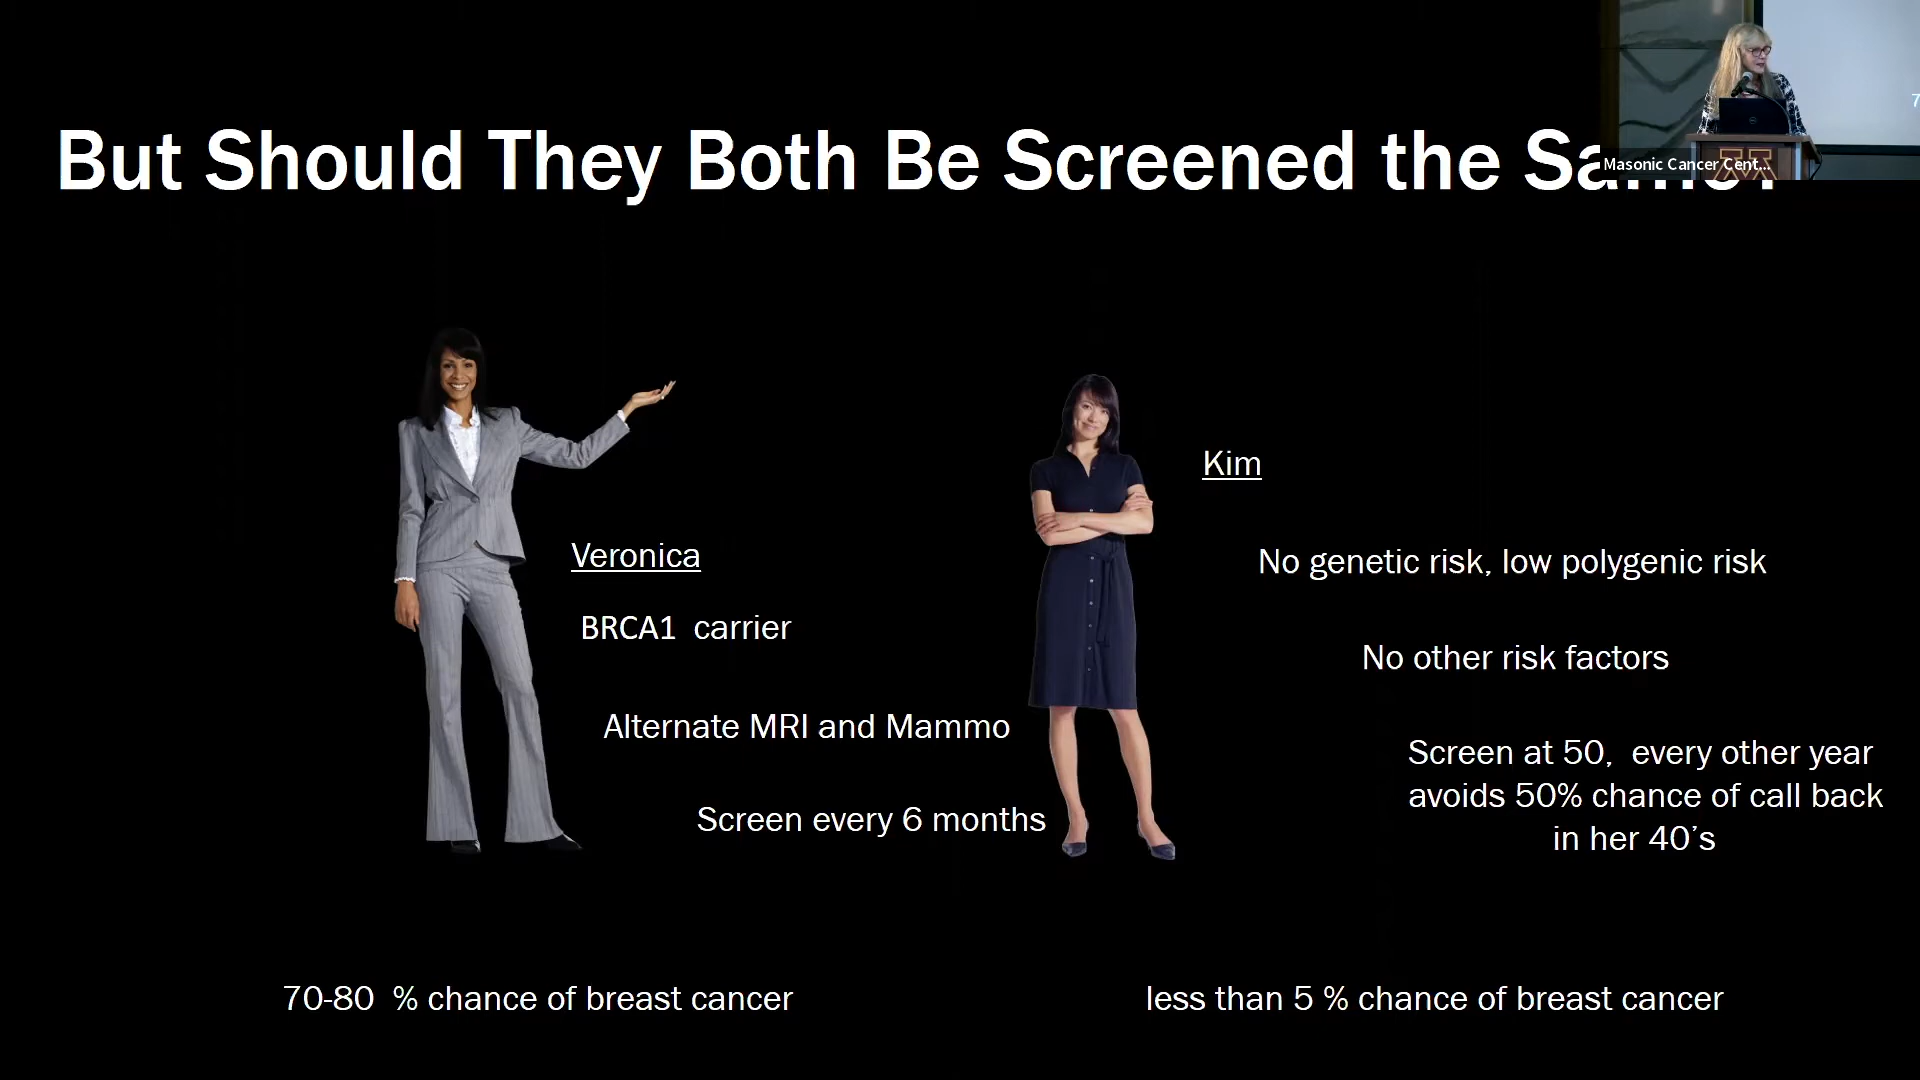 But Should They Both Be Screened the
Masonic Cancer Cent...
7
Veronica
BRCA1 carrier
Alternate MRI and Mammo
Screen every 6 months
70-80 % chance of breast cancer
Kim
No genetic risk, low polygenic risk
No other risk factors
Screen at 50, every other year
avoids 50% chance of call back
in her 40’s
less than 5 % chance of breast cancer